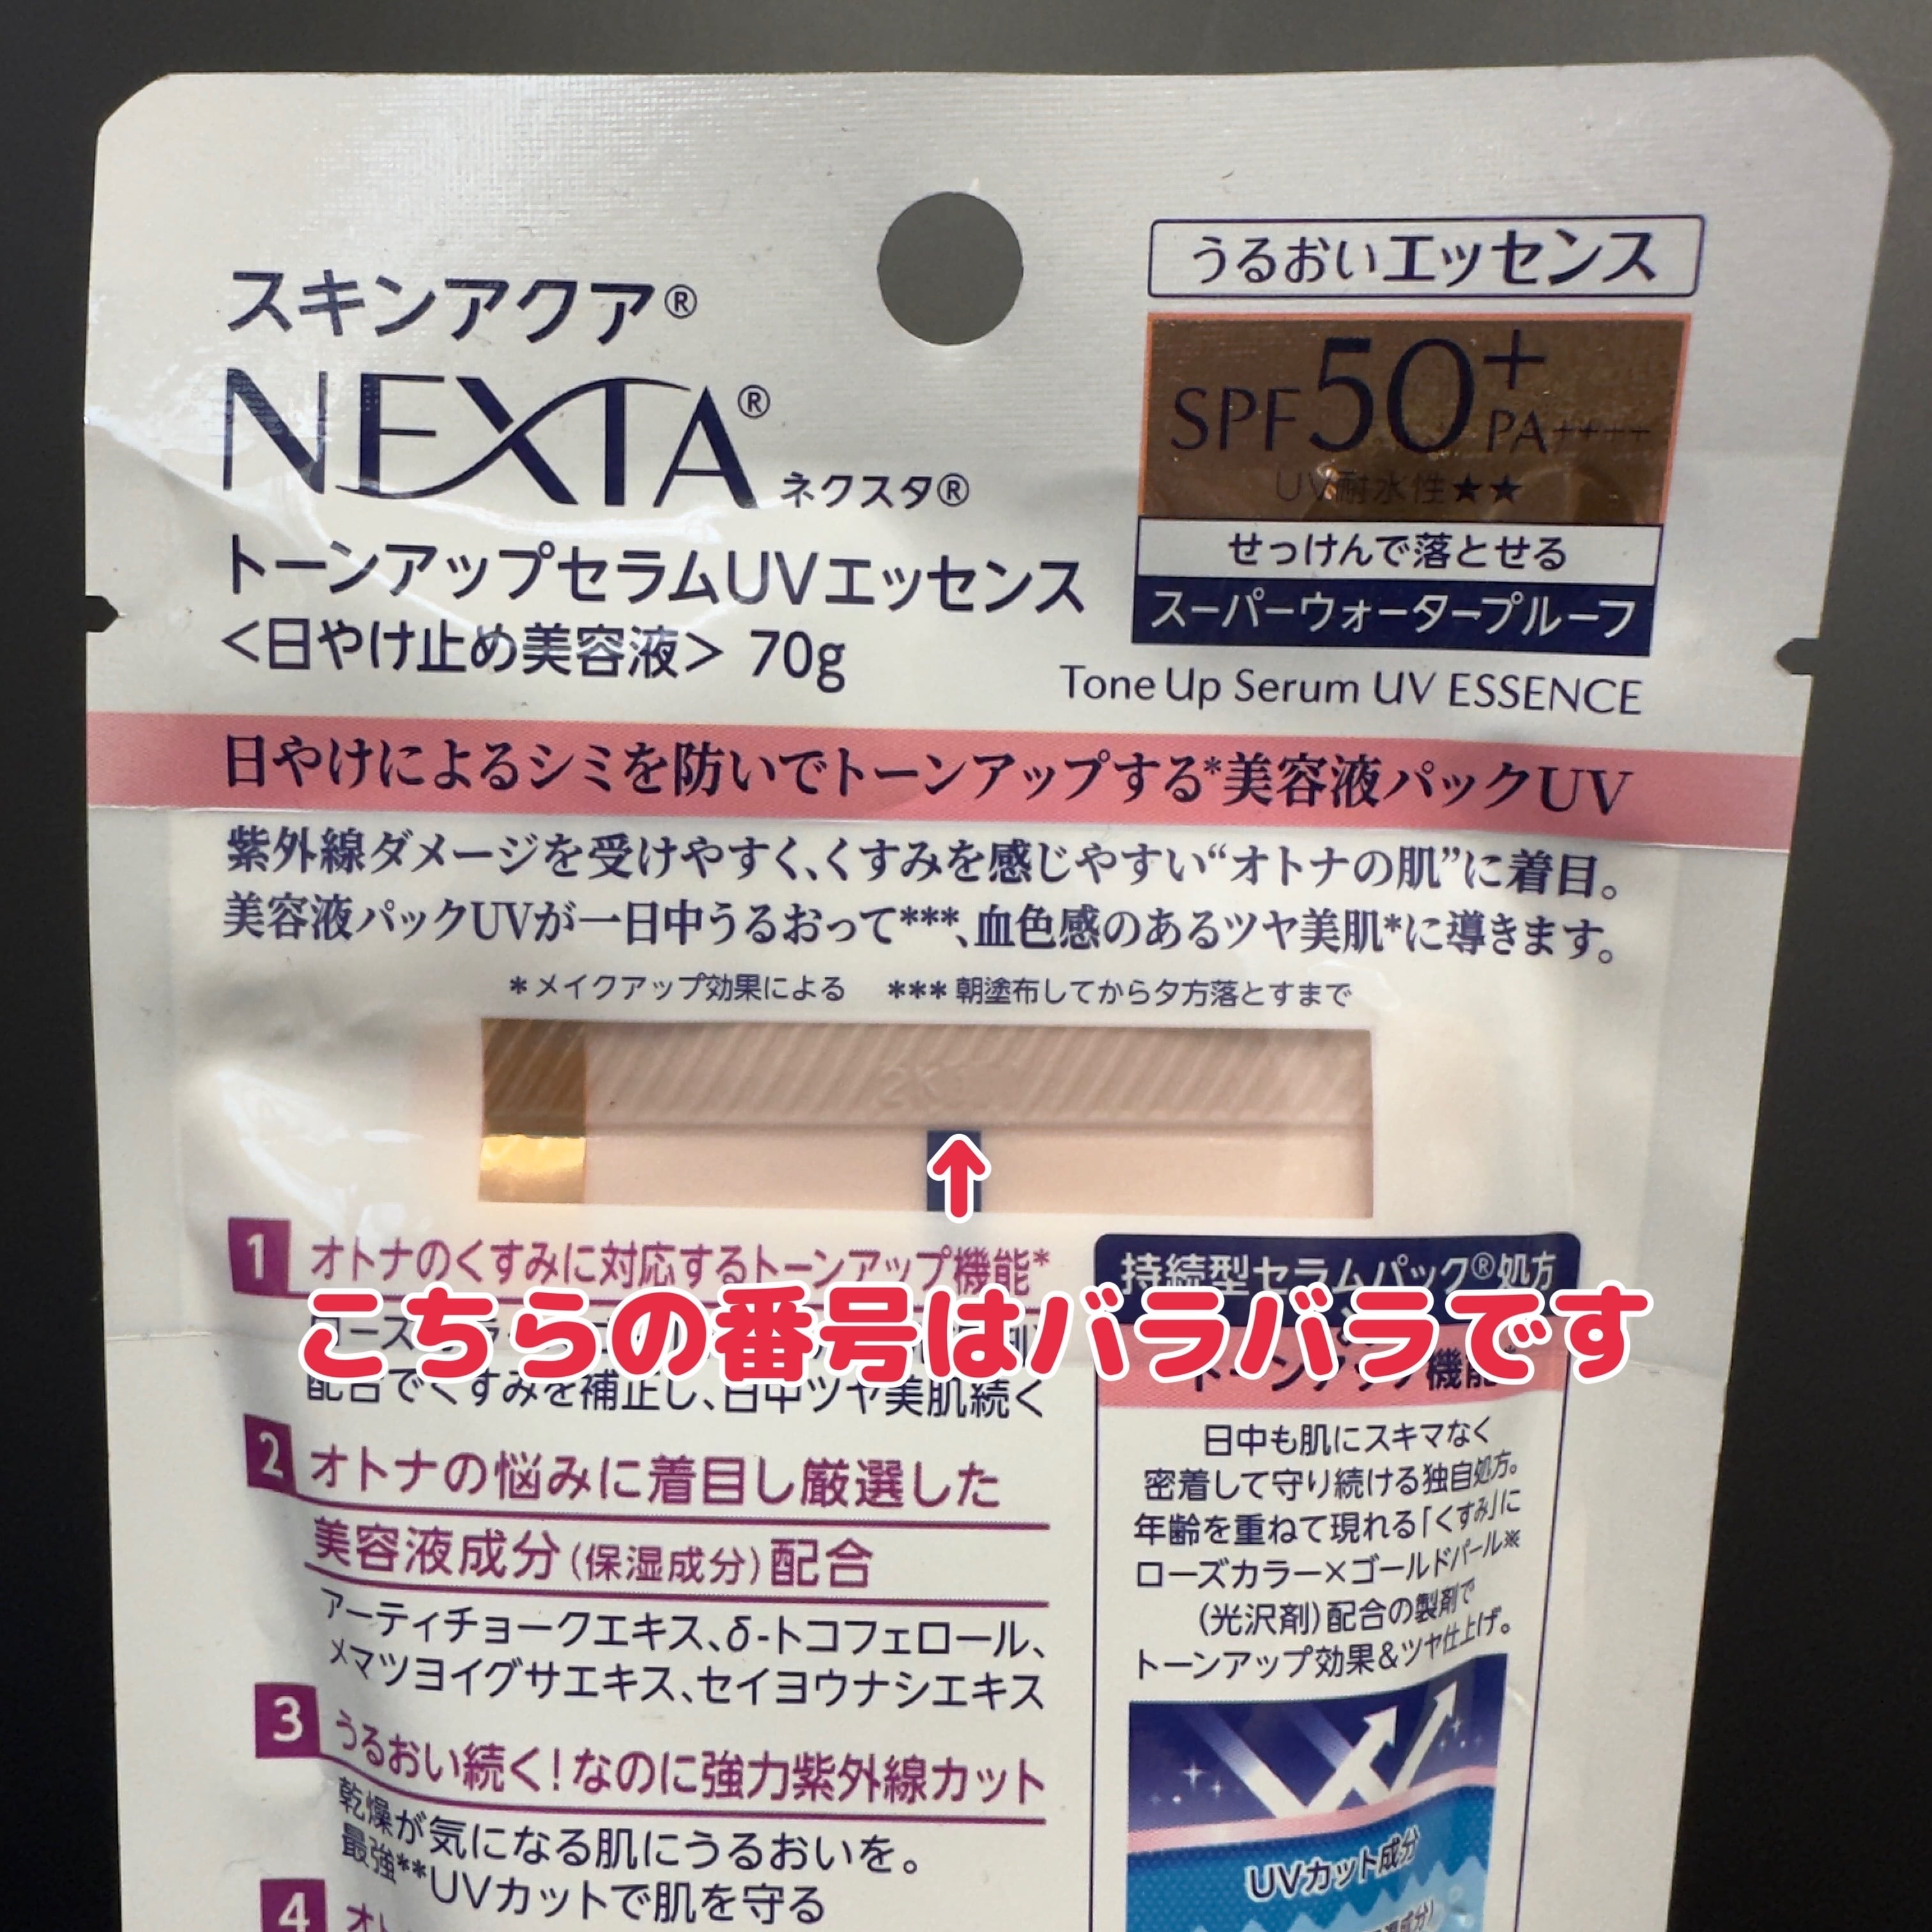 スキンアクア®
NEXTA®
ネクスタ®
トーンアップセラムUVエッセンス
<日やけ止め美容液> 70g
うるおいエッセンス
SPF50+ PA++++
UV耐水性★★
せっけんで落とせる
スーパーウォータープルーフ
Tone Up Serum UV ESSENCE
日やけによるシミを防いでトーンアップする*美容液パックUV
紫外線ダメージを受けやすく、くすみを感じやすい“オトナの肌”に着目。
美容液パックUVが一日中うるおって***、血色感のあるツヤ美肌*に導きます。
*メイクアップ効果による ***朝塗布してから夕方落とすまで
↑
こちらの番号はバラバラです
1 オトナのくすみに対応するトーンアップ機能*
配合でくすみを補正し、日中ツヤ美肌続く
2 オトナの悩みに着目し厳選した
美容液成分(保湿成分)配合
アーティチョークエキス、δ-トコフェロール、
メマツヨイグサエキス、セイヨウナシエキス
3 うるおい続く!なのに強力紫外線カット
乾燥が気になる肌にうるおいを。
最強**UVカットで肌を守る
4
持続型セラムパック®処方
トーンアップ機能
日中も肌にスキマなく
密着して守り続ける独自処方。
年齢を重ねて現れる「くすみ」に
ローズカラー×ゴールドパール※
(光沢剤)配合の製剤で
トーンアップ効果&ツヤ仕上げ。
UVカット成分